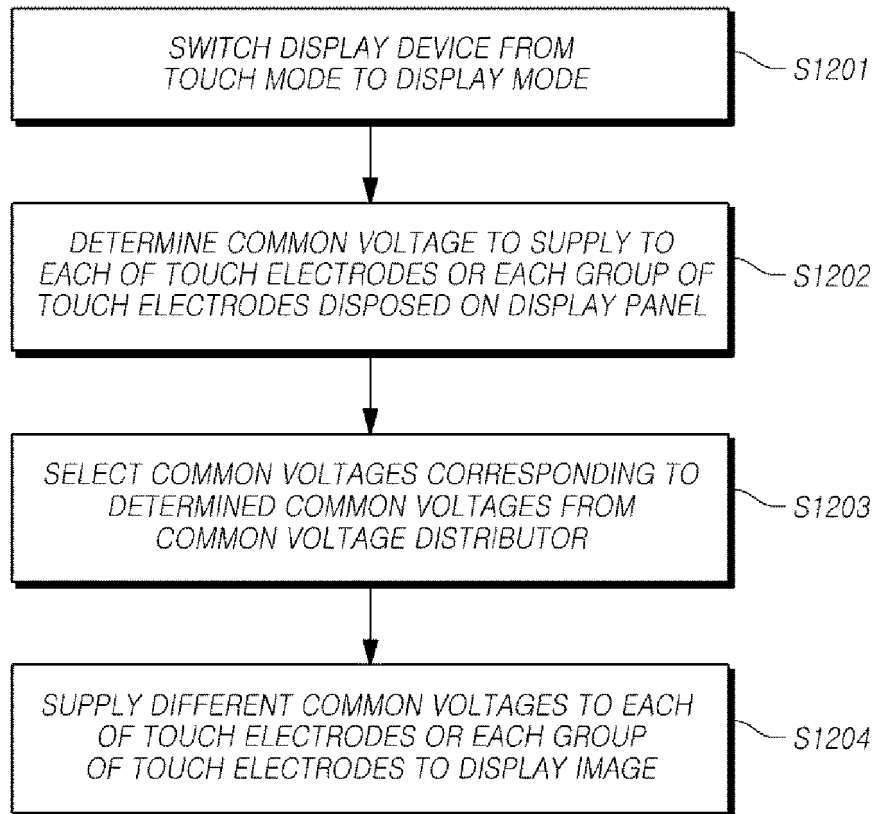 SWITCH DISPLAY DEVICE FROM
TOUCH MODE TO DISPLAY MODE
S1201
DETERMINE COMMON VOLTAGE TO SUPPLY TO
EACH OF TOUCH ELECTRODES OR EACH GROUP OF
TOUCH ELECTRODES DISPOSED ON DISPLAY PANEL
S1202
SELECT COMMON VOLTAGES CORRESPONDING TO
DETERMINED COMMON VOLTAGES FROM
COMMON VOLTAGE DISTRIBUTOR
S1203
SUPPLY DIFFERENT COMMON VOLTAGES TO EACH
OF TOUCH ELECTRODES OR EACH GROUP
OF TOUCH ELECTRODES TO DISPLAY IMAGE
S1204